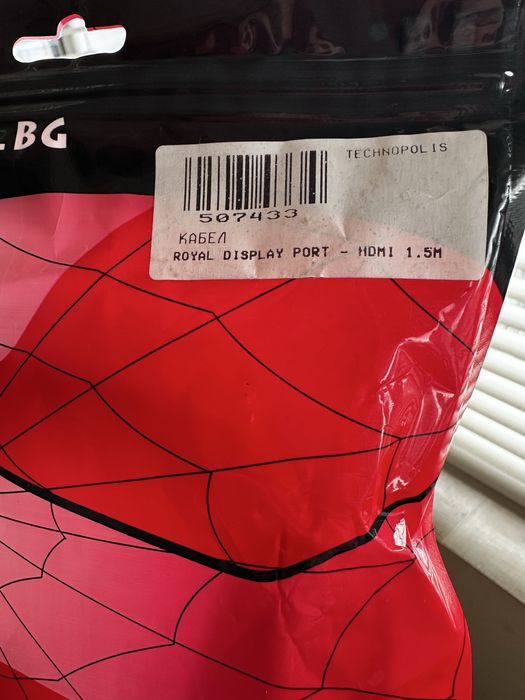 .BG
TECHNOPOLIS
507433
КАБЕЛ
ROYAL DISPLAY PORT - HDMI 1.5M